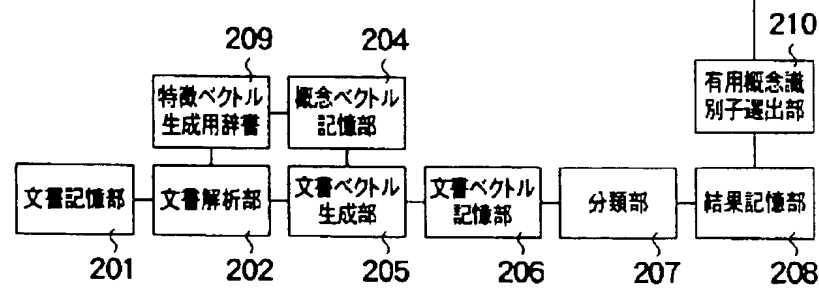 209
204
210
特徴ベクトル
生成用辞書
概念ベクトル
記憶部
有用概念識
別子選出部
文書記憶部
文書解析部
文書ベクトル
生成部
文書ベクトル
記憶部
分類部
結果記憶部
201
202
205
206
207
208